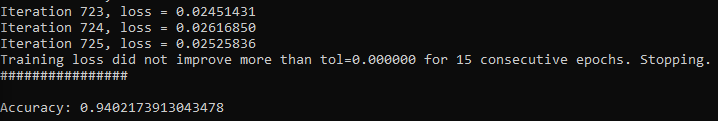 Iteration 723, loss = 0.02451431
Iteration 724, loss = 0.02616850
Iteration 725, loss = 0.02525836
Training loss did not improve more than tol=0.000000 for 15 consecutive epochs. Stopping.
################
Accuracy: 0.9402173913043478